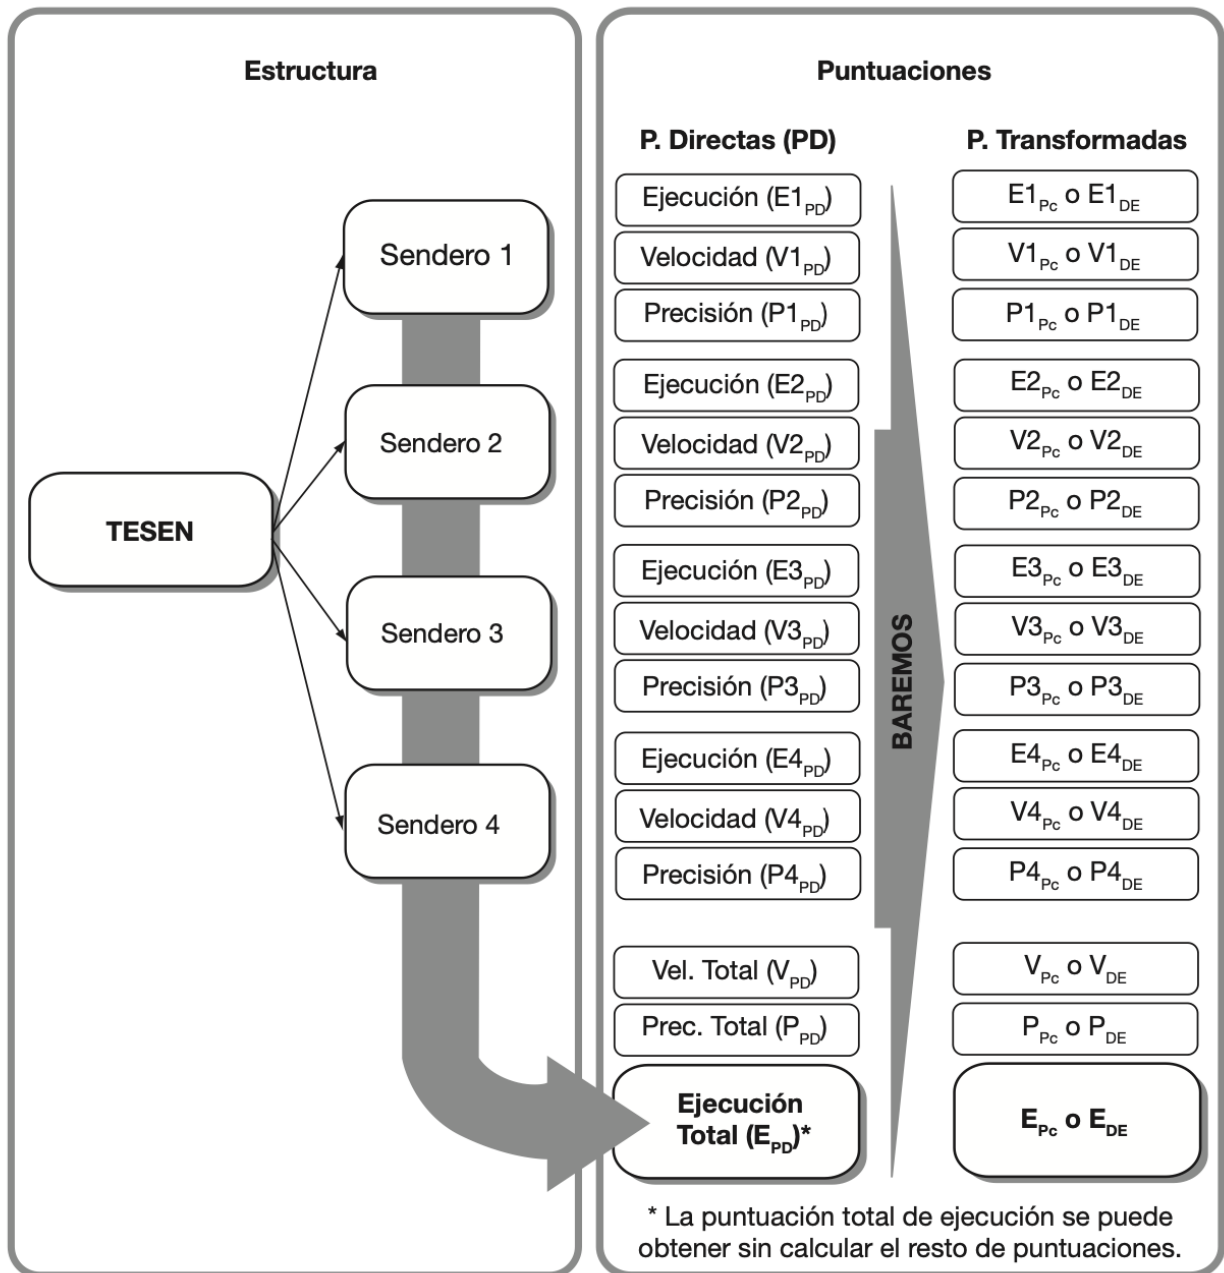 Estructura
TESEN
Sendero 1
Sendero 2
Sendero 3
Sendero 4
Puntuaciones
P. Directas (PD)
Ejecución (E1PD)
Velocidad (V1PD)
Precisión (P1PD)
Ejecución (E2PD)
Velocidad (V2PD)
Precisión (P2PD)
Ejecución (E3PD)
Velocidad (V3PD)
Precisión (P3PD)
Ejecución (E4PD)
Velocidad (V4PD)
Precisión (P4PD)
Vel. Total (VPD)
Prec. Total (PPD)
Ejecución
Total (EPD)*
BAREMOS
P. Transformadas
E1Pc o E1DE
V1Pc o V1DE
P1Pc o P1DE
E2Pc o E2DE
V2Pc o V2DE
P2Pc o P2DE
E3Pc o E3DE
V3Pc o V3DE
P3Pc o P3DE
E4Pc o E4DE
V4Pc o V4DE
P4Pc o P4DE
VPc o VDE
PPc o PDE
EPc o EDE
* La puntuación total de ejecución se puede
obtener sin calcular el resto de puntuaciones.